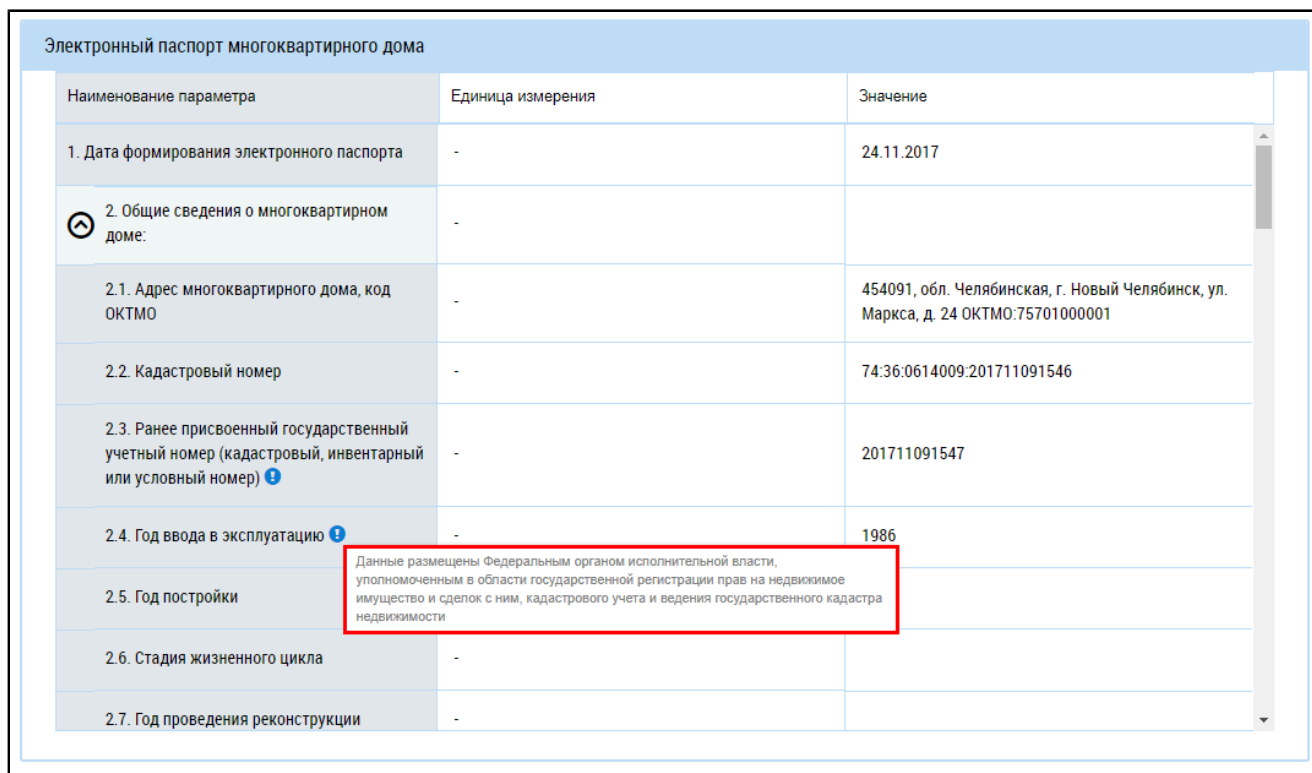 Электронный паспорт многоквартирного дома
Наименование параметра Единица измерения Значение
1. Дата формирования электронного паспорта - 24.11.2017
2. Общие сведения о многоквартирном
доме:
-
2.1. Адрес многоквартирного дома, код
ОКТМО
-
454091, обл. Челябинская, г. Новый Челябинск, ул.
Маркса, д. 24 ОКТМО:75701000001
2.2. Кадастровый номер - 74:36:0614009:201711091546
2.3. Ранее присвоенный государственный
учетный номер (кадастровый, инвентарный
или условный номер)
-
201711091547
2.4. Год ввода в эксплуатацию - 1986
Данные размещены Федеральным органом исполнительной власти,
уполномоченным в области государственной регистрации прав на недвижимое
имущество и сделок с ним, кадастрового учета и ведения государственного кадастра
недвижимости
2.5. Год постройки
2.6. Стадия жизненного цикла -
2.7. Год проведения реконструкции -